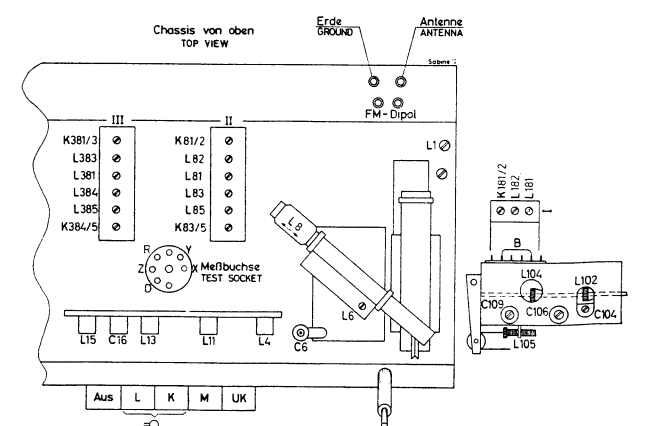 Erde
GROUND
Antenne
ANTENNA
Chassis von oben
TOP VIEW
FM-Dipol
III
II
K381/3
L383
L381
L384
L385
K384/5
K81/2
L82
L81
L83
L85
K83/5
L1
L8
L6
C6
R
Y
Z
X
D
Meßbuchse
TEST SOCKET
L15
C16
L13
L11
L4
Aus
L
K
M
UK
K181/2
L182
L181
I
B
L104
L102
C109
C106
C104
L105